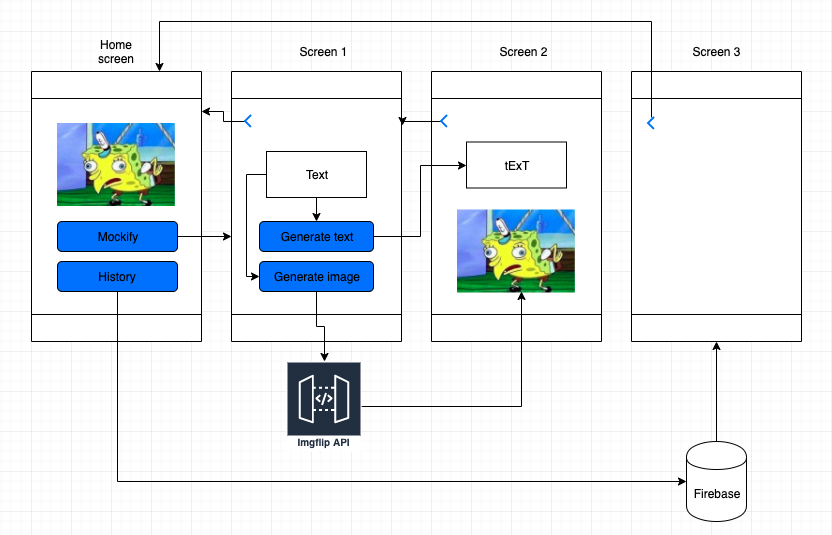 Home
screen
Screen 1
Screen 2
Screen 3
Text
tExT
Mockify
Generate text
History
Generate image
</>
Imgflip API
Firebase